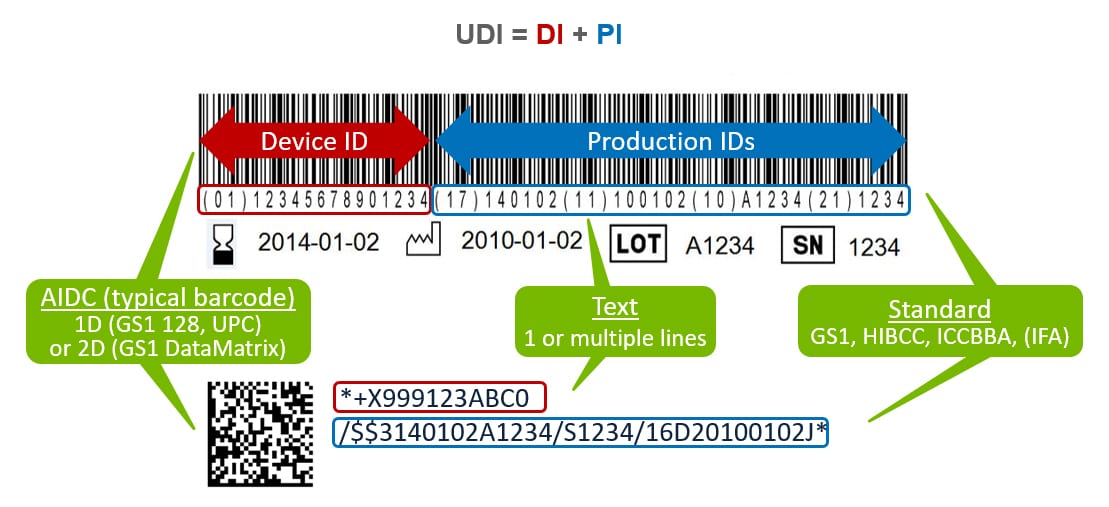 UDI = DI + PI
Device ID
Production IDs
(01)12345678901234(17)140102(11)100102(10)A1234(21)1234
2014-01-02
2010-01-02
LOT
A1234
SN
1234
AIDC (typical barcode)
1D (GS1 128, UPC)
or 2D (GS1 DataMatrix)
Text
1 or multiple lines
Standard
GS1, HIBCC, ICCBBA, (IFA)
*+X999123ABC0
/$$3140102A1234/S1234/16D20100102J*